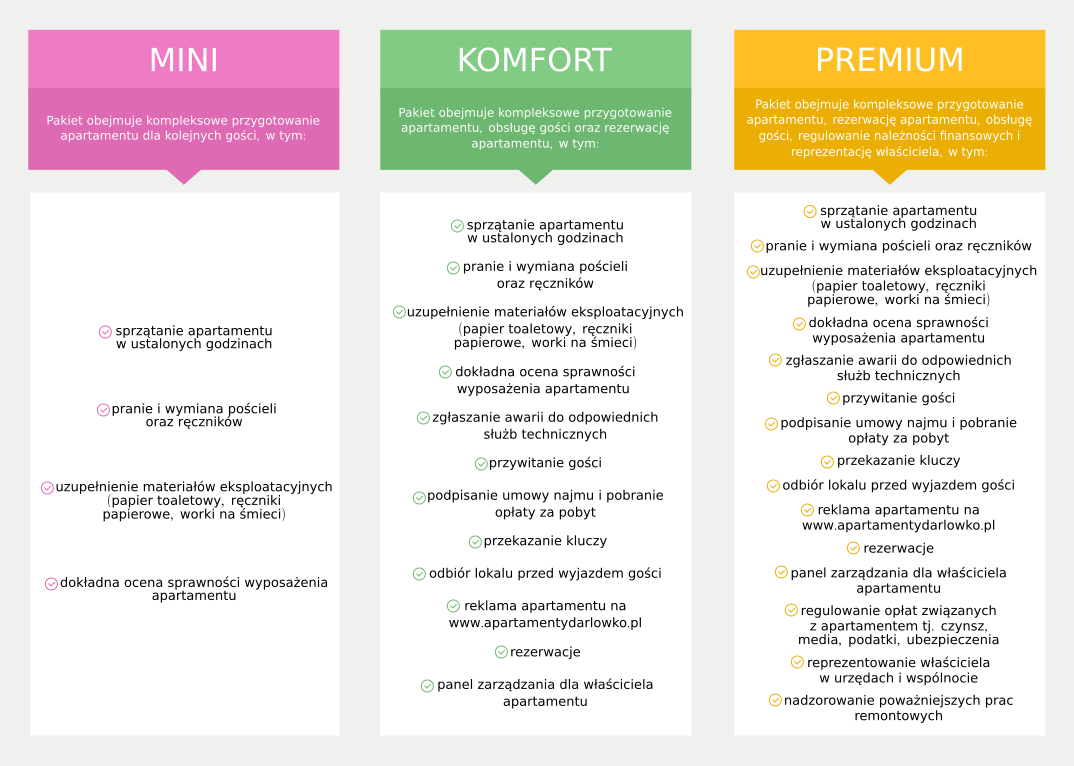 MINI
Pakiet obejmuje kompleksowe przygotowanie
apartamentu dla kolejnych gości, w tym:
sprzątanie apartamentu
w ustalonych godzinach
pranie i wymiana pościeli
oraz ręczników
uzupełnienie materiałów eksploatacyjnych
(papier toaletowy, ręczniki
papierowe, worki na śmieci)
dokładna ocena sprawności wyposażenia
apartamentu
KOMFORT
Pakiet obejmuje kompleksowe przygotowanie
apartamentu, obsługę gości oraz rezerwację
apartamentu, w tym:
sprzątanie apartamentu
w ustalonych godzinach
pranie i wymiana pościeli
oraz ręczników
uzupełnienie materiałów eksploatacyjnych
(papier toaletowy, ręczniki
papierowe, worki na śmieci)
dokładna ocena sprawności
wyposażenia apartamentu
zgłaszanie awarii do odpowiednich
służb technicznych
przywitanie gości
podpisanie umowy najmu i pobranie
opłaty za pobyt
przekazanie kluczy
odbiór lokalu przed wyjazdem gości
reklama apartamentu na
www.apartamentydarlowko.pl
rezerwacje
panel zarządzania dla właściciela
apartamentu
PREMIUM
Pakiet obejmuje kompleksowe przygotowanie
apartamentu, rezerwację apartamentu, obsługę
gości, regulowanie należności finansowych i
reprezentację właściciela, w tym:
sprzątanie apartamentu
w ustalonych godzinach
pranie i wymiana pościeli oraz ręczników
uzupełnienie materiałów eksploatacyjnych
(papier toaletowy, ręczniki
papierowe, worki na śmieci)
dokładna ocena sprawności
wyposażenia apartamentu
zgłaszanie awarii do odpowiednich
służb technicznych
przywitanie gości
podpisanie umowy najmu i pobranie
opłaty za pobyt
przekazanie kluczy
odbiór lokalu przed wyjazdem gości
reklama apartamentu na
www.apartamentydarlowko.pl
rezerwacje
panel zarządzania dla właściciela
apartamentu
regulowanie opłat związanych
z apartamentem tj. czynsz,
media, podatki, ubezpieczenia
reprezentowanie właściciela
w urzędach i wspólnocie
nadzorowanie poważniejszych prac
remontowych